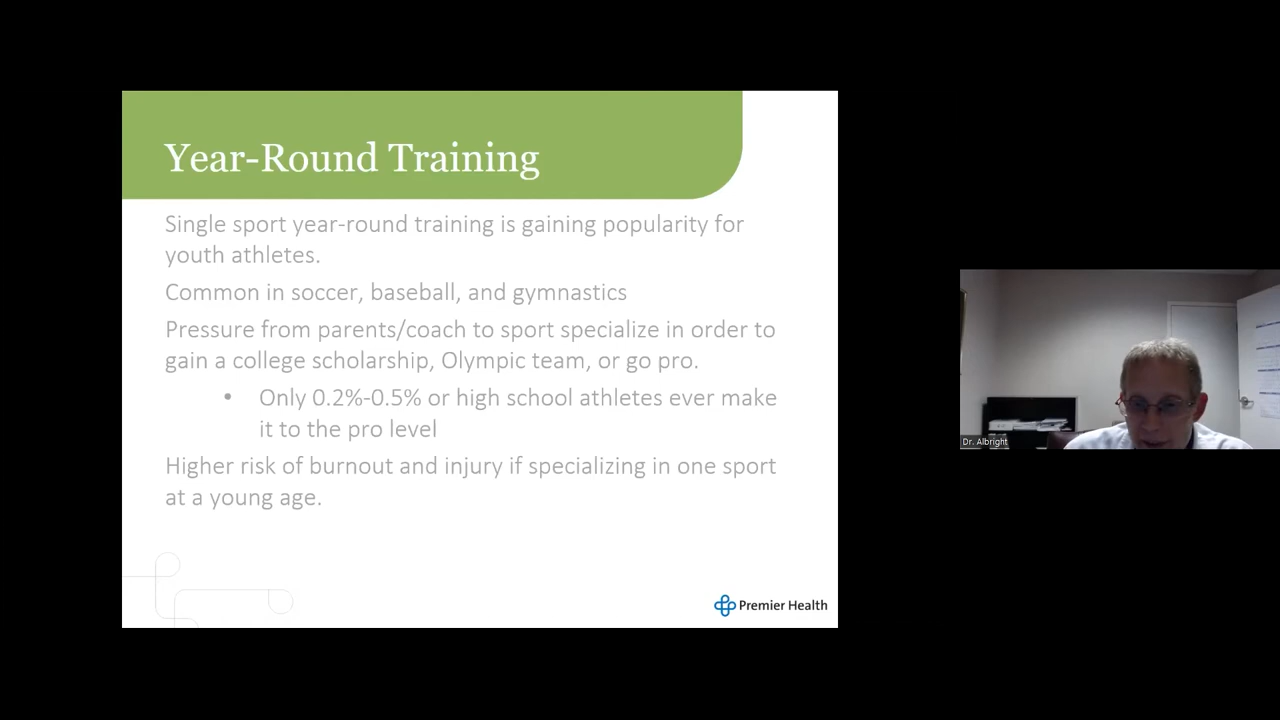 Year-Round Training
Single sport year-round training is gaining popularity for
youth athletes.
Common in soccer, baseball, and gymnastics
Pressure from parents/coach to sport specialize in order to
gain a college scholarship, Olympic team, or go pro.
• Only 0.2%-0.5% or high school athletes ever make
it to the pro level
Higher risk of burnout and injury if specializing in one sport
at a young age.
Premier Health
Dr. Albright